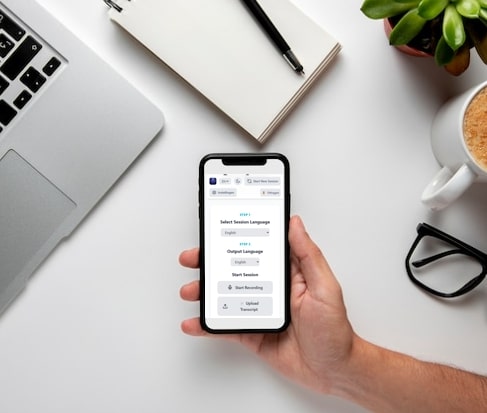 Start New Session
STEP 1
Select Session Language
English
STEP 2
Output Language
English
Start Session
Start Recording
Upload
Transcript